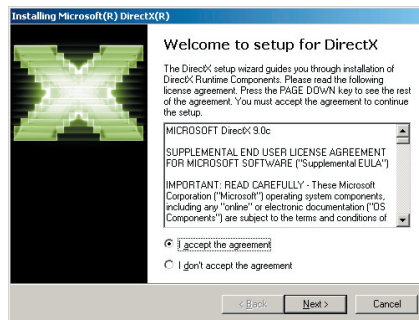 Installing Microsoft(R) DirectX(R)
Welcome to setup for DirectX
The DirectX setup wizard guides you through installation of
DirectX Runtime Components. Please read the following
license agreement. Press the PAGE DOWN key to see the rest
of the agreement. You must accept the agreement to continue
the setup.
MICROSOFT DirectX 9.0c
SUPPLEMENTAL END USER LICENSE AGREEMENT
FOR MICROSOFT SOFTWARE ("Supplemental EULA")
IMPORTANT: READ CAREFULLY - These Microsoft
Corporation ("Microsoft") operating system components,
including any "online" or electronic documentation ("OS
Components") are subject to the terms and conditions of
I accept the agreement
I don't accept the agreement
< Back Next > Cancel